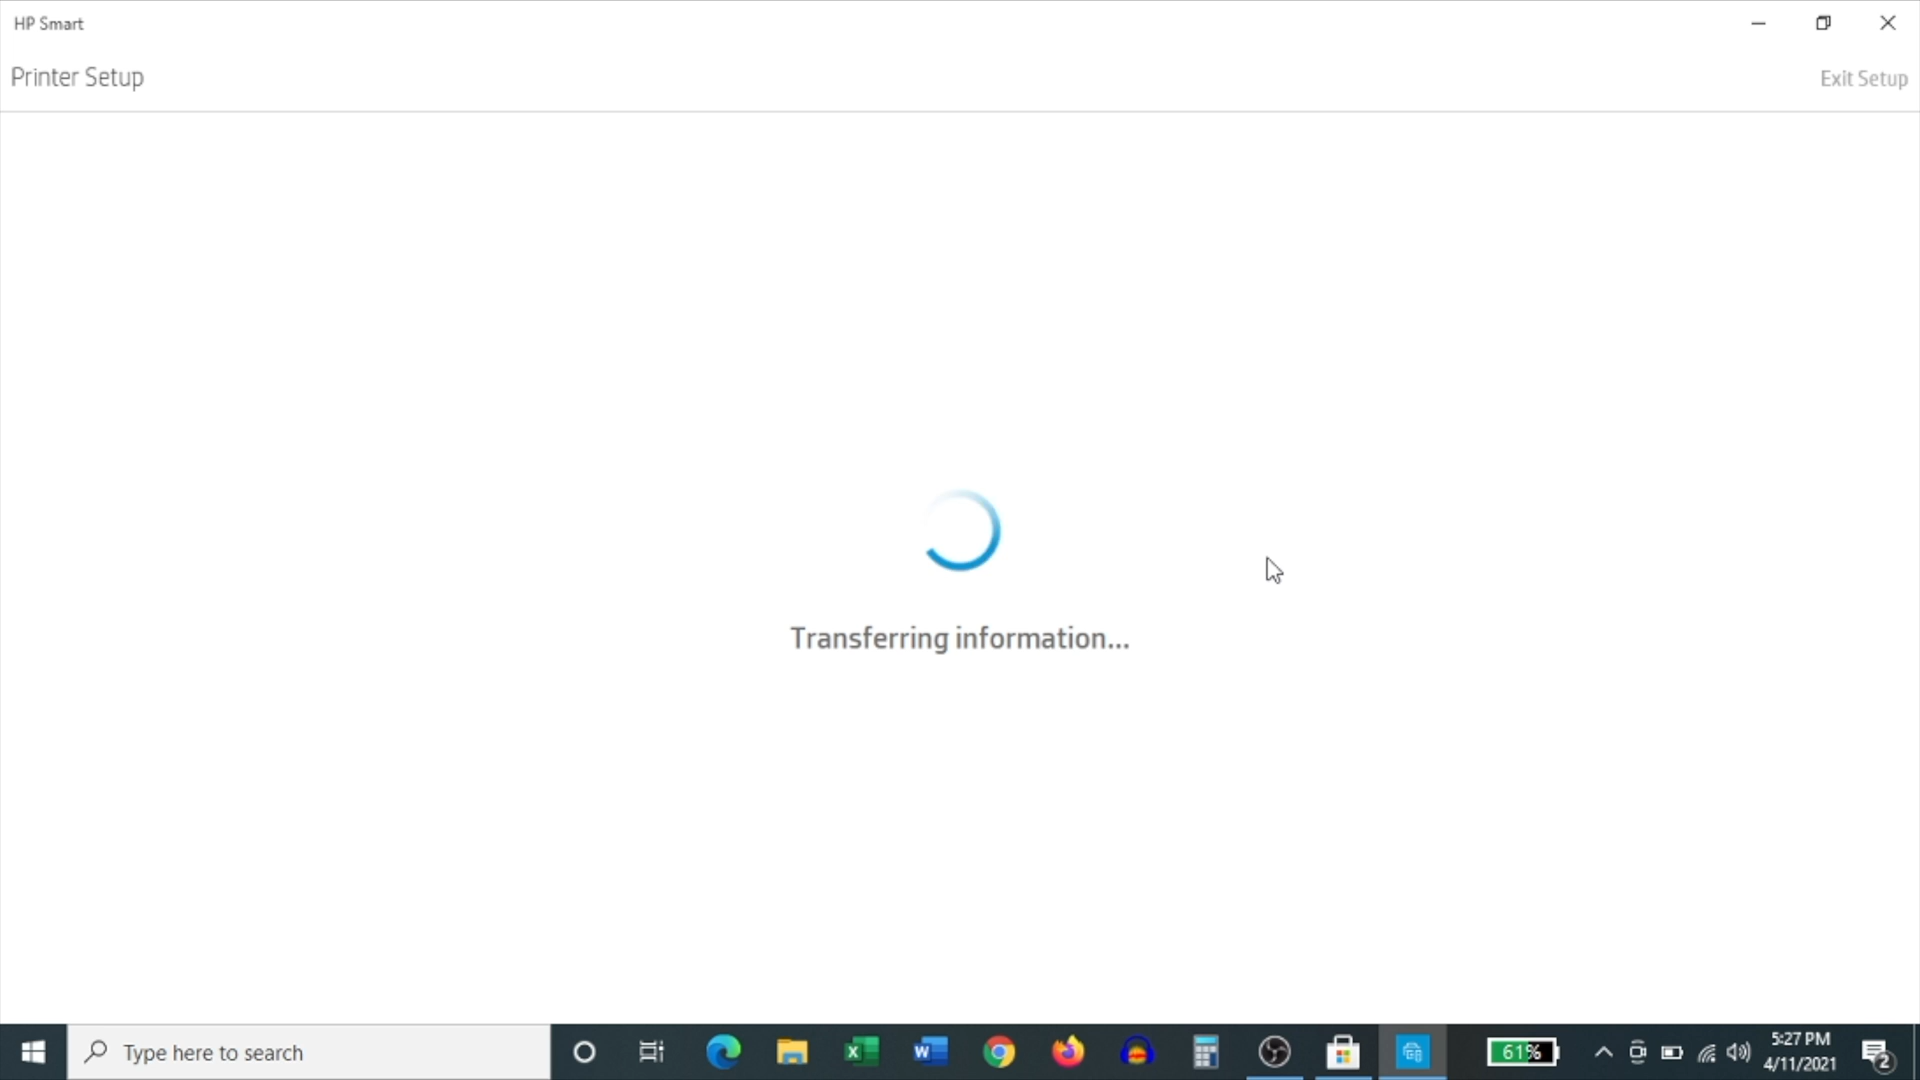 HP Smart
Printer Setup
Exit Setup
Transferring information...
Type here to search
61%
5:27 PM
4/11/2021
2